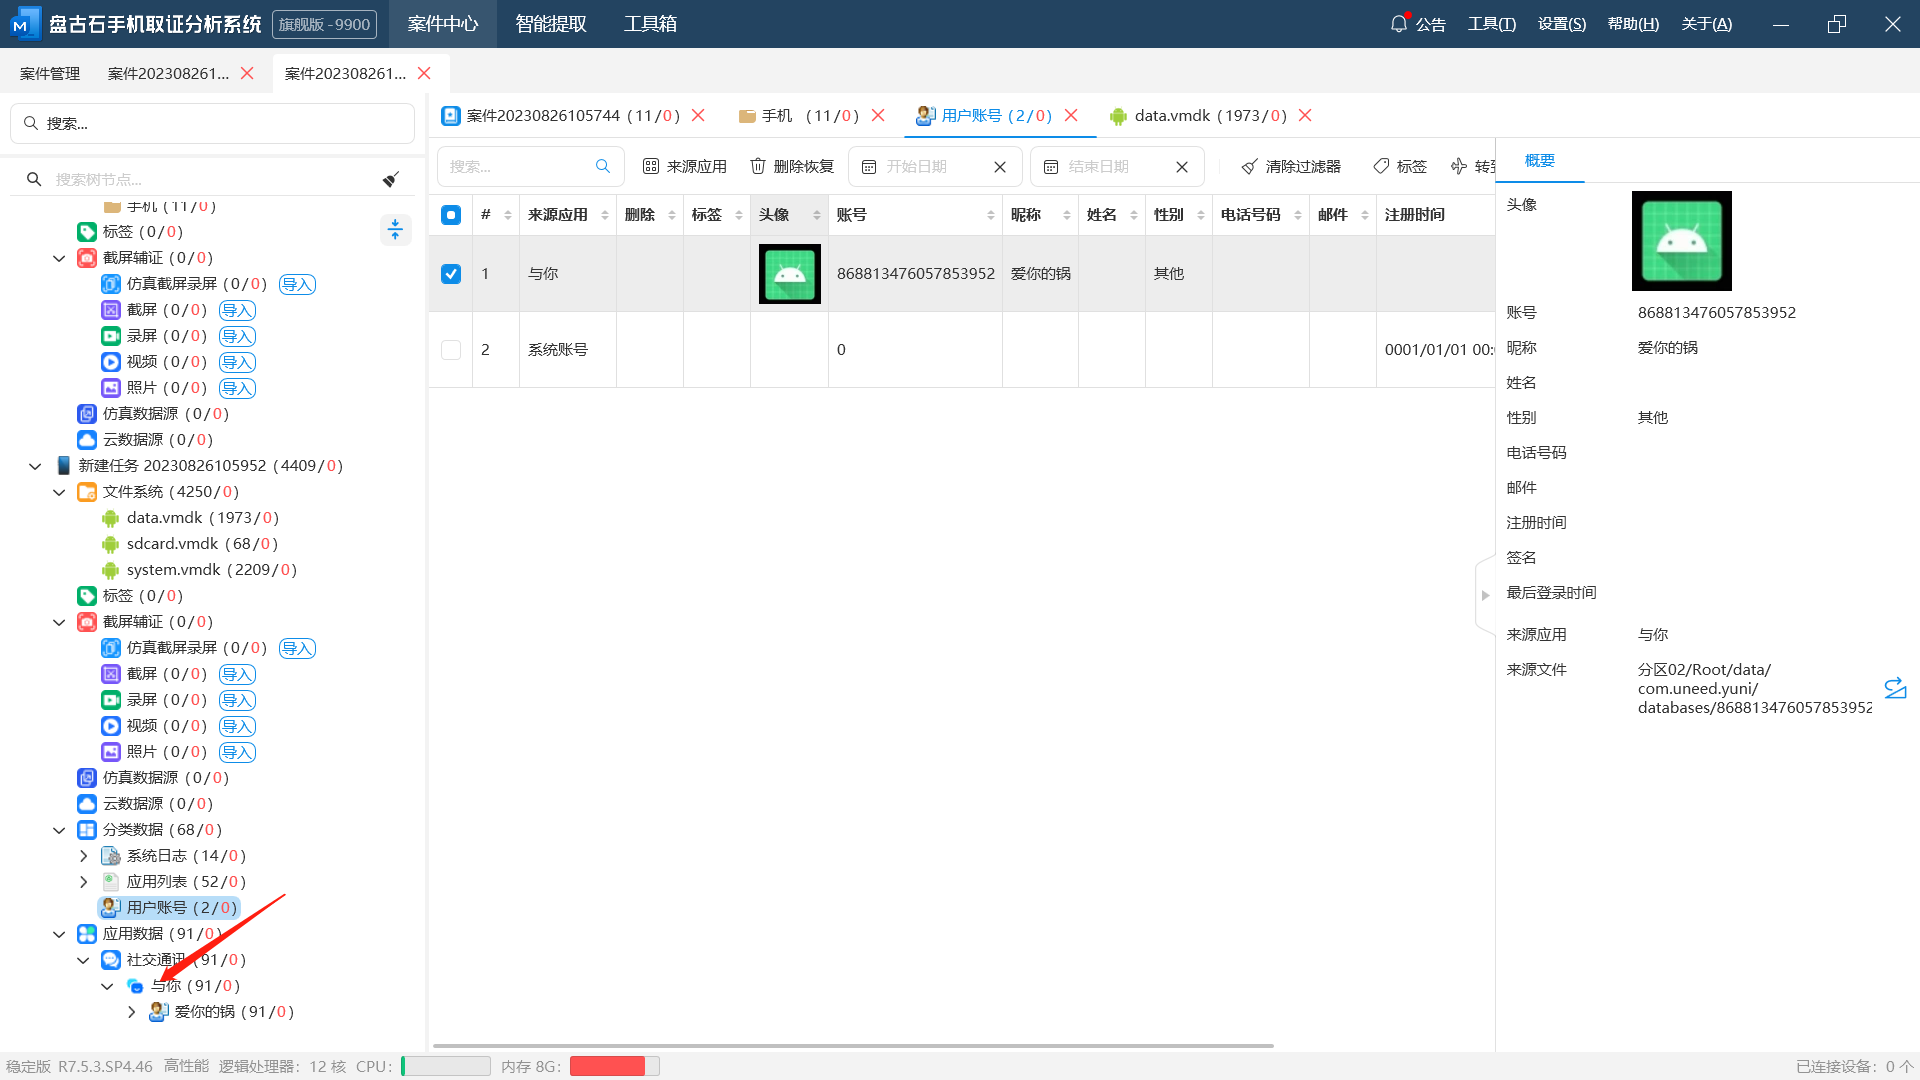 盘古石手机取证分析系统 旗舰版 - 9900 案件中心 智能提取 工具箱 公告 工具(T) 设置(S) 帮助(H) 关于(A)
案件管理 案件202308261... 案件202308261...
搜索...
案件20230826105744 (11/0) 手机 (11/0) 用户账号 (2/0) data.vmdk (1973/0)
搜索树节点...
手机 (11/0)
标签 (0/0)
截屏辅证 (0/0)
仿真截屏录屏 (0/0) 导入
截屏 (0/0) 导入
录屏 (0/0) 导入
视频 (0/0) 导入
照片 (0/0) 导入
仿真数据源 (0/0)
云数据源 (0/0)
新建任务 20230826105952 (4409/0)
文件系统 (4250/0)
data.vmdk (1973/0)
sdcard.vmdk (68/0)
system.vmdk (2209/0)
标签 (0/0)
截屏辅证 (0/0)
仿真截屏录屏 (0/0) 导入
截屏 (0/0) 导入
录屏 (0/0) 导入
视频 (0/0) 导入
照片 (0/0) 导入
仿真数据源 (0/0)
云数据源 (0/0)
分类数据 (68/0)
系统日志 (14/0)
应用列表 (52/0)
用户账号 (2/0)
应用数据 (91/0)
社交通讯 (91/0)
与你 (91/0)
爱你的锅 (91/0)
搜索... 来源应用 删除恢复 开始日期 结束日期 清除过滤器 标签
# 来源应用 删除 标签 头像 账号 昵称 姓名 性别 电话号码 邮件 注册时间
1 与你 868813476057853952 爱你的锅 其他
2 系统账号 0 0001/01/01 00:
概要
头像
账号 868813476057853952
昵称 爱你的锅
姓名
性别 其他
电话号码
邮件
注册时间
签名
最后登录时间
来源应用 与你
来源文件 分区02/Root/data/
com.uneed.yuni/
databases/868813476057853952
稳定版 R7.5.3.SP4.46 高性能 逻辑处理器: 12 核 CPU: 内存 8G: 已连接设备: 0 个